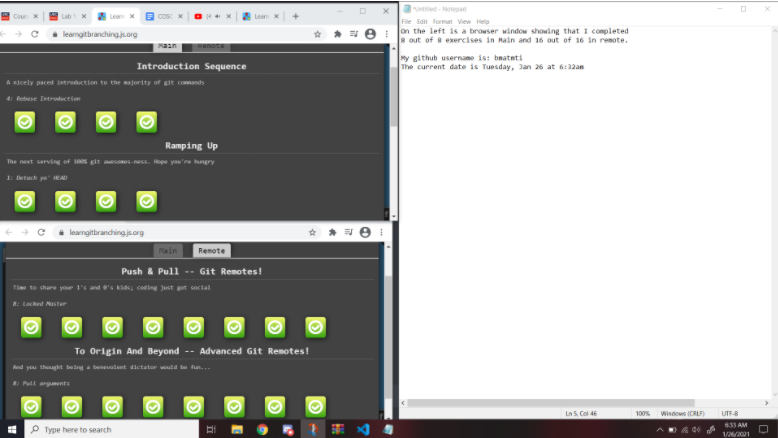 Cours
Lab 1
Learn
COSC
(4)
Learn
learngitbranching.js.org
Main
Remote
Introduction Sequence
A nicely paced introduction to the majority of git commands
4: Rebase Introduction
Ramping Up
The next serving of 100% git awesomes-ness. Hope you're hungry
1: Detach yo' HEAD
learngitbranching.js.org
Main
Remote
Push & Pull -- Git Remotes!
Time to share your 1's and 0's kids; coding just got social
8: Locked Master
To Origin And Beyond -- Advanced Git Remotes!
And you thought being a benevolent dictator would be fun...
8: Pull arguments
*Untitled - Notepad
File Edit Format View Help
On the left is a browser window showing that I completed
8 out of 8 exercises in Main and 16 out of 16 in remote.
My github username is: bmatmti
The current date is Tuesday, Jan 26 at 6:32am
Ln 5, Col 46
100%
Windows (CRLF)
UTF-8
Type here to search
6:33 AM
1/26/2021